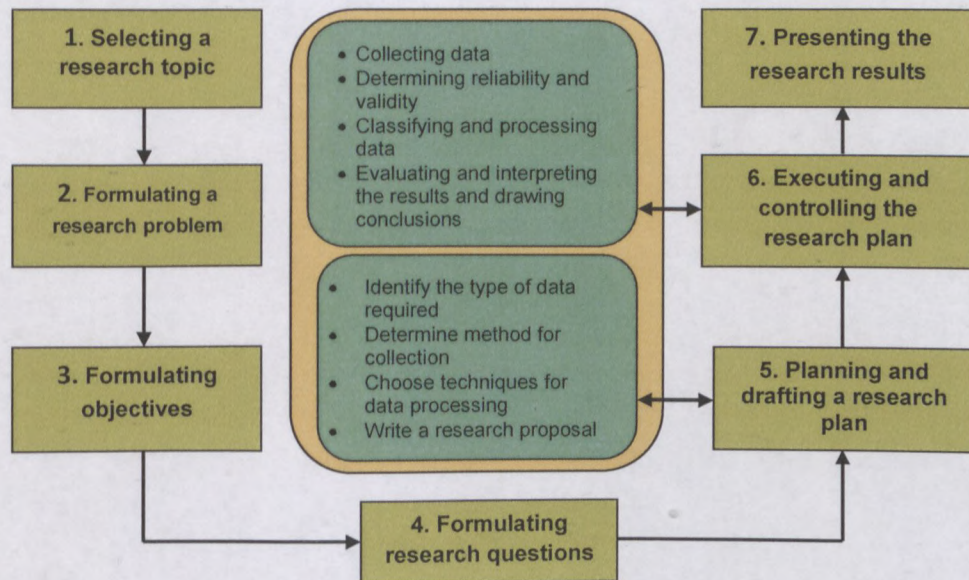 1. Selecting a
research topic
2. Formulating a
research problem
3. Formulating
objectives
4. Formulating
research questions
5. Planning and
drafting a research
plan
6. Executing and
controlling the
research plan
7. Presenting the
research results
• Collecting data
• Determining reliability and
validity
• Classifying and processing
data
• Evaluating and interpreting
the results and drawing
conclusions
• Identify the type of data
required
• Determine method for
collection
• Choose techniques for
data processing
• Write a research proposal